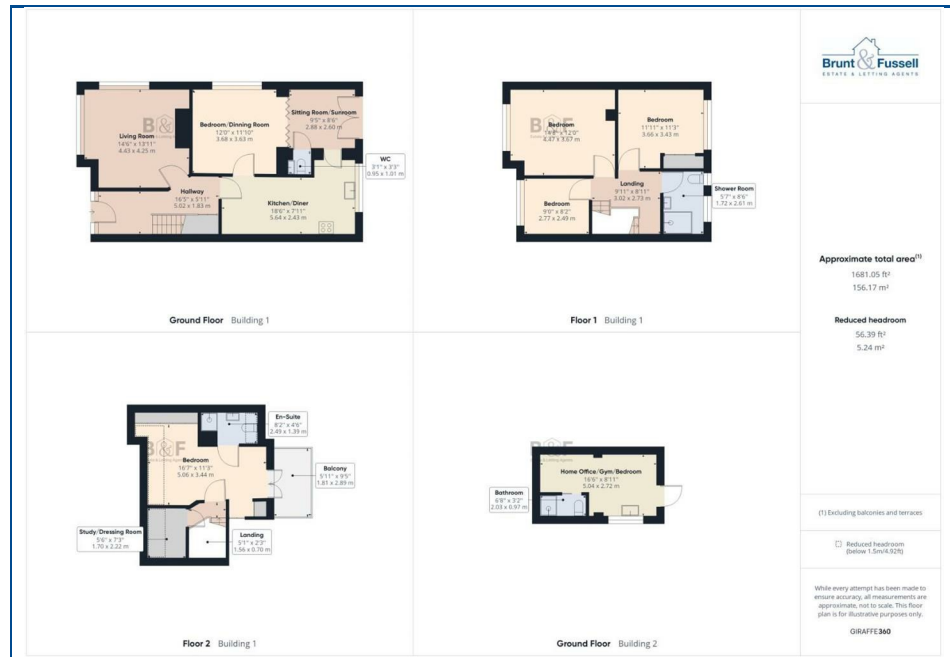 Living Room
14'6" x 13'11"
4.43 x 4.25 m
Bedroom/Dinning Room
12'0" x 11'10"
3.68 x 3.63 m
Sitting Room/Sunroom
9'5" x 8'6"
2.88 x 2.60 m
WC
3'1" x 3'3"
0.95 x 1.01 m
Hallway
16'5" x 5'11"
5.02 x 1.83 m
Kitchen/Diner
18'6" x 7'11"
5.64 x 2.43 m
B&F
Ground Floor Building 1
Bedroom
14'8" x 12'0"
4.47 x 3.67 m
Bedroom
11'11" x 11'3"
3.66 x 3.43 m
Bedroom
9'0" x 8'2"
2.77 x 2.49 m
Landing
9'11" x 8'11"
3.02 x 2.73 m
Shower Room
5'7" x 8'6"
1.72 x 2.61 m
B&F
Floor 1 Building 1
En-Suite
8'2" x 4'6"
2.49 x 1.39 m
Bedroom
16'7" x 11'3"
5.06 x 3.44 m
Balcony
5'11" x 9'5"
1.81 x 2.89 m
Study/Dressing Room
5'6" x 7'3"
1.70 x 2.22 m
Landing
5'1" x 2'3"
1.56 x 0.70 m
B&F
Floor 2 Building 1
Home Office/Gym/Bedroom
16'6" x 8'11"
5.04 x 2.72 m
Bathroom
6'8" x 3'2"
2.03 x 0.97 m
B&F
Ground Floor Building 2
Brunt & Fussell
ESTATE & LETTING AGENTS
Approximate total area(1)
1681.05 ft²
156.17 m²
Reduced headroom
56.39 ft²
5.24 m²
(1) Excluding balconies and terraces
Reduced headroom
(below 1.5m/4.92ft)
While every attempt has been made to
ensure accuracy, all measurements are
approximate, not to scale. This floor
plan is for illustrative purposes only.
GIRAFFE360